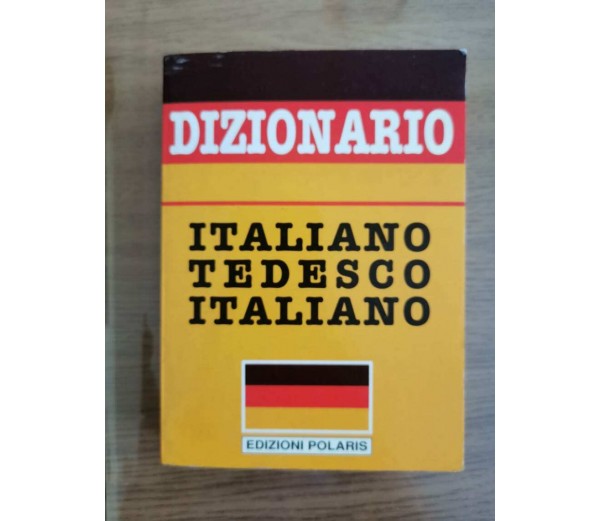 DIZIONARIO
ITALIANO
TEDESCO
ITALIANO
EDIZIONI POLARIS